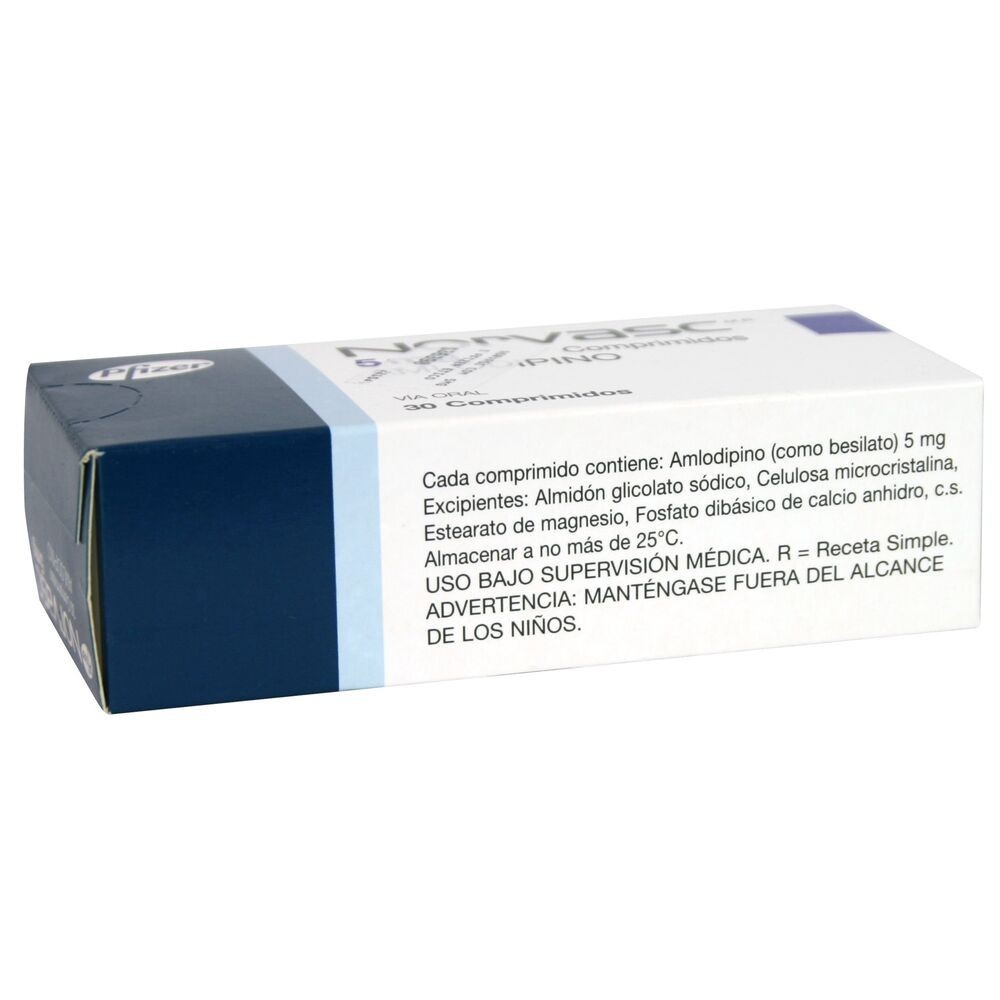 Pfizer
Norvasc
5 Comprimidos
VÍA ORAL
30 Comprimidos
Cada comprimido contiene: Amlodipino (como besilato) 5 mg
Excipientes: Almidón glicolato sódico, Celulosa microcristalina,
Estearato de magnesio, Fosfato dibásico de calcio anhidro, c.s.
Almacenar a no más de 25°C.
USO BAJO SUPERVISIÓN MÉDICA. R = Receta Simple.
ADVERTENCIA: MANTÉNGASE FUERA DEL ALCANCE
DE LOS NIÑOS.